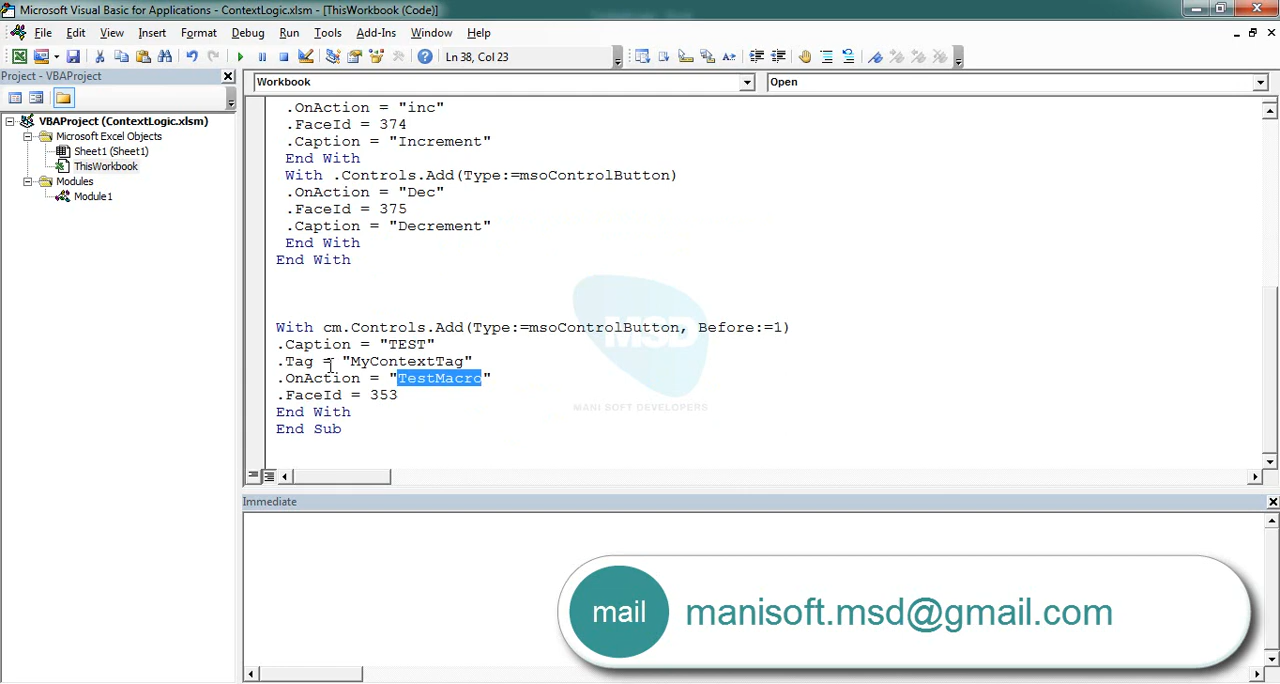 Microsoft Visual Basic for Applications - ContextLogic.xlsm - [ThisWorkbook (Code)]
File Edit View Insert Format Debug Run Tools Add-Ins Window Help
Ln 38, Col 23
Project - VBAProject
Workbook
Open
VBAProject (ContextLogic.xlsm)
Microsoft Excel Objects
Sheet1 (Sheet1)
ThisWorkbook
Modules
Module1
.OnAction = "inc"
.FaceId = 374
.Caption = "Increment"
End With
With .Controls.Add(Type:=msoControlButton)
.OnAction = "Dec"
.FaceId = 375
.Caption = "Decrement"
End With
End With
With cm.Controls.Add(Type:=msoControlButton, Before:=1)
.Caption = "TEST"
.Tag = "MyContextTag"
.OnAction = "TestMacro"
.FaceId = 353
End With
End Sub
MSD
MANI SOFT DEVELOPERS
Immediate
mail
manisoft.msd@gmail.com